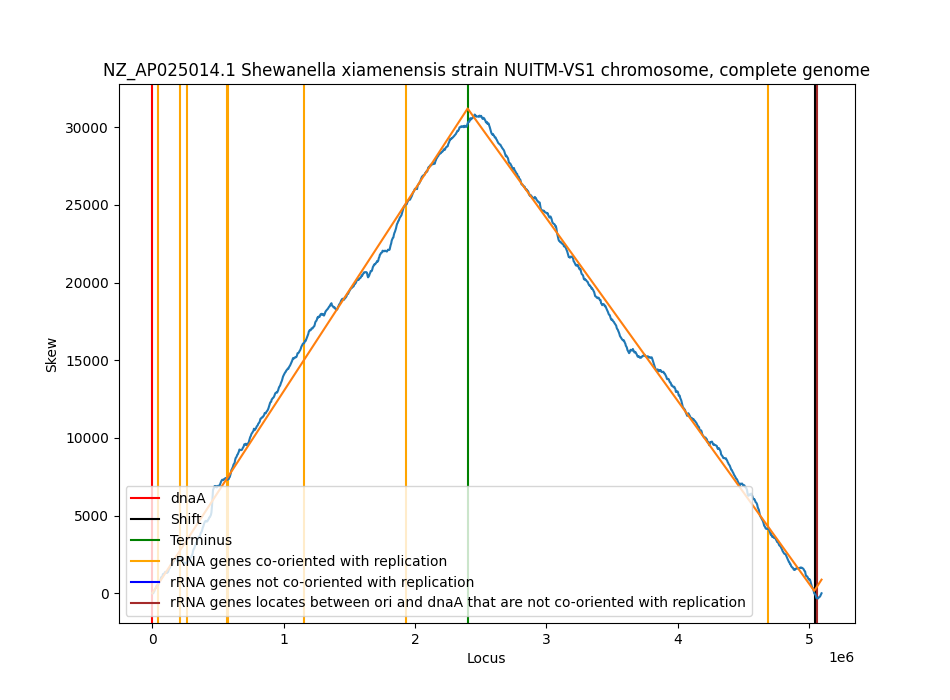 NZ_AP025014.1 Shewanella xiamenensis strain NUITM-VS1 chromosome, complete genome
30000
25000
20000
15000
10000
5000
0
Skew
dnaA
Shift
Terminus
rRNA genes co-oriented with replication
rRNA genes not co-oriented with replication
rRNA genes locates between ori and dnaA that are not co-oriented with replication
0 1 2 3 4 5
1e6
Locus